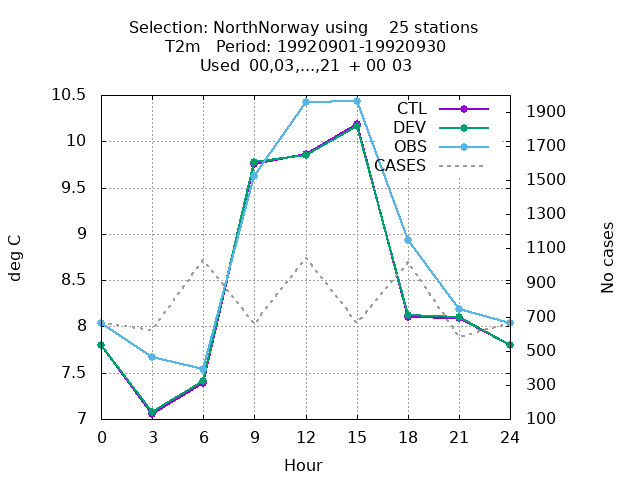 Selection: NorthNorway using    25 stations
T2m   Period: 19920901-19920930
Used  00,03,...,21  + 00 03
10.5
10
9.5
9
8.5
8
7.5
7
deg C
CTL
DEV
OBS
CASES
1900
1700
1500
1300
1100
900
700
500
300
100
No cases
0 3 6 9 12 15 18 21 24
Hour